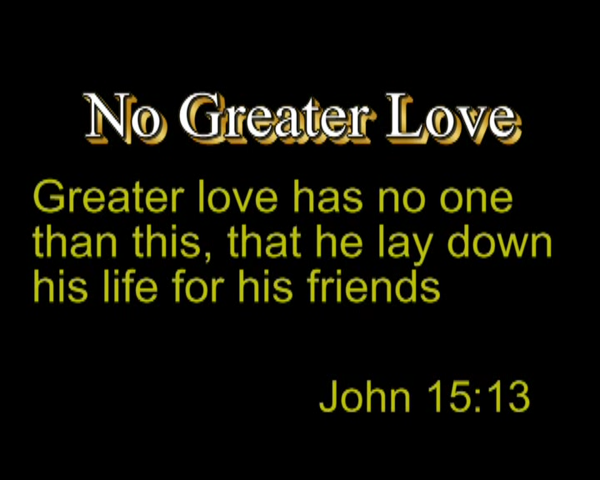 No Greater Love
Greater love has no one
than this, that he lay down
his life for his friends
John 15:13